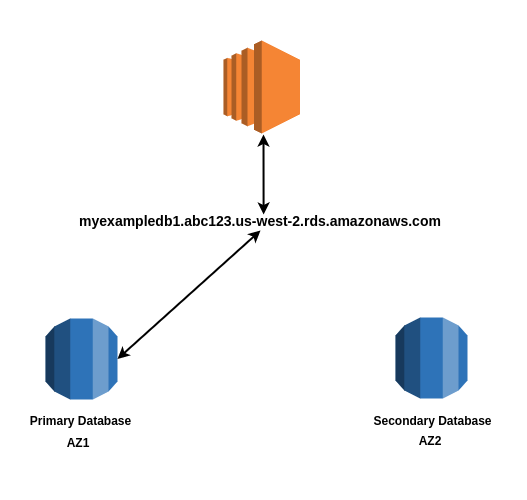 myexampledb1.abc123.us-west-2.rds.amazonaws.com
Primary Database
AZ1
Secondary Database
AZ2